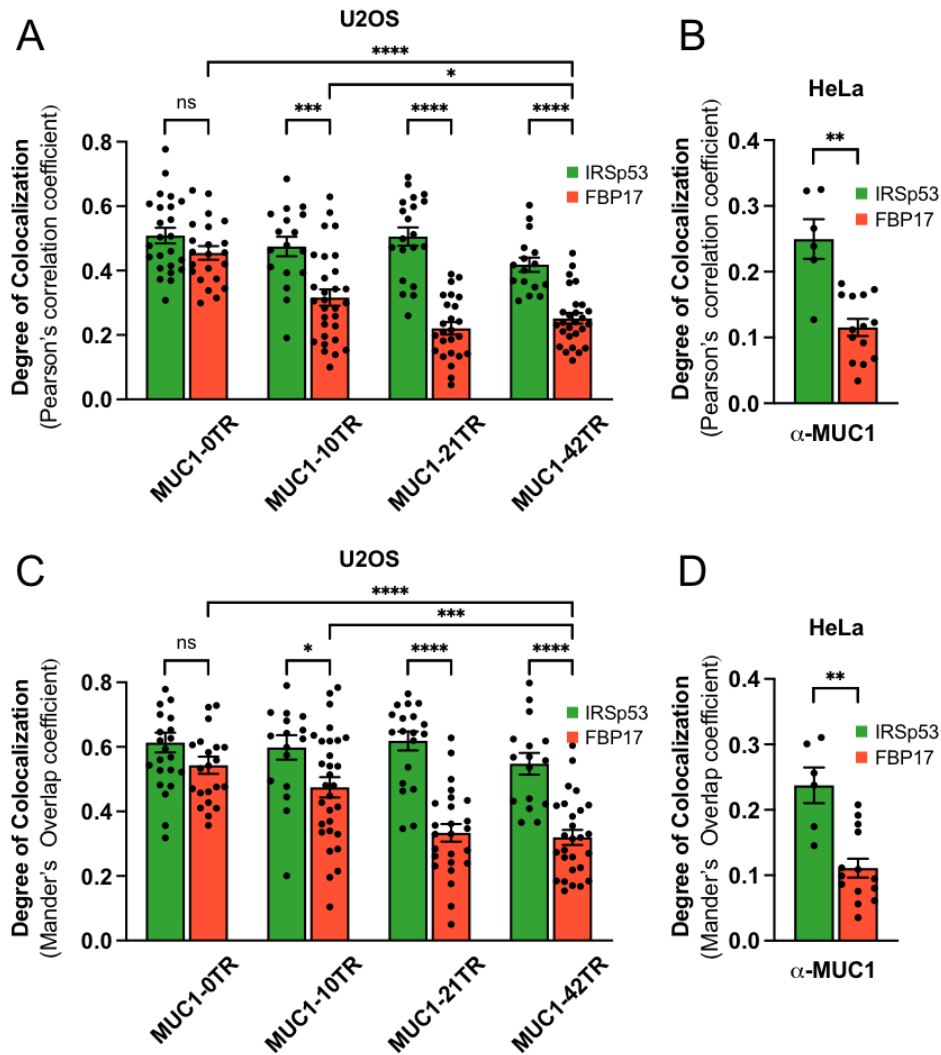 A
U2OS
****
*
ns
***
****
****
Degree of Colocalization
(Pearson's correlation coefficient)
0.8
0.6
0.4
0.2
0.0
IRSp53
FBP17
MUC1-0TR
MUC1-10TR
MUC1-21TR
MUC1-42TR
B
HeLa
**
Degree of Colocalization
(Pearson's correlation coefficient)
0.4
0.3
0.2
0.1
0.0
IRSp53
FBP17
α-MUC1
C
U2OS
****
***
ns
*
****
****
Degree of Colocalization
(Mander's Overlap coefficient)
0.8
0.6
0.4
0.2
0.0
IRSp53
FBP17
MUC1-0TR
MUC1-10TR
MUC1-21TR
MUC1-42TR
D
HeLa
**
Degree of Colocalization
(Mander's Overlap coefficient)
0.4
0.3
0.2
0.1
0.0
IRSp53
FBP17
α-MUC1